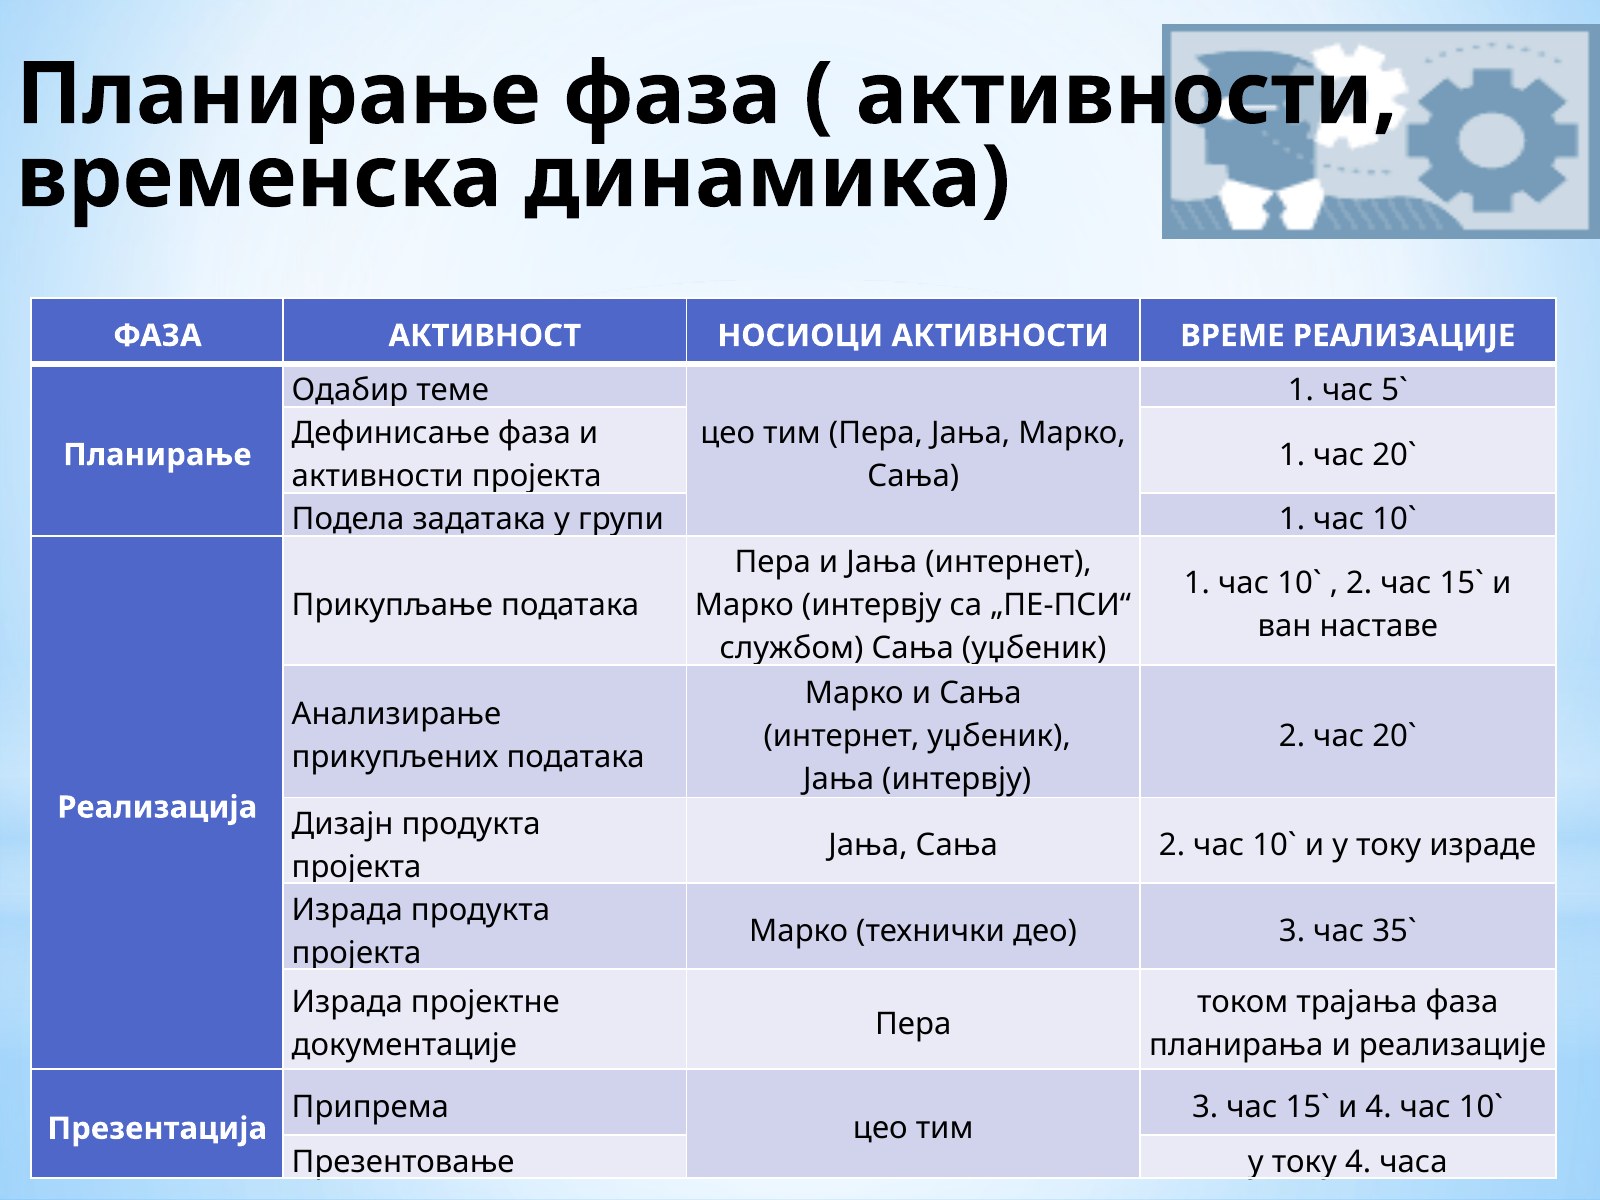 Планирање фаза ( активности,
временска динамика)
ФАЗА
АКТИВНОСТ
НОСИОЦИ АКТИВНОСТИ
ВРЕМЕ РЕАЛИЗАЦИЈЕ
Планирање
Одабир теме
цео тим (Пера, Јања, Марко,
Сања)
1. час 5`
Дефинисање фаза и
активности пројекта
1. час 20`
Подела задатака у групи
1. час 10`
Реализација
Прикупљање података
Пера и Јања (интернет),
Марко (интервју са „ПЕ-ПСИ“
службом) Сања (уџбеник)
1. час 10` , 2. час 15` и
ван наставе
Анализирање
прикупљених података
Марко и Сања
(интернет, уџбеник),
Јања (интервју)
2. час 20`
Дизајн продукта
пројекта
Јања, Сања
2. час 10` и у току израде
Израда продукта
пројекта
Марко (технички део)
3. час 35`
Израда пројектне
документације
Пера
током трајања фаза
планирања и реализације
Презентација
Припрема
цео тим
3. час 15` и 4. час 10`
Презентовање
у току 4. часа